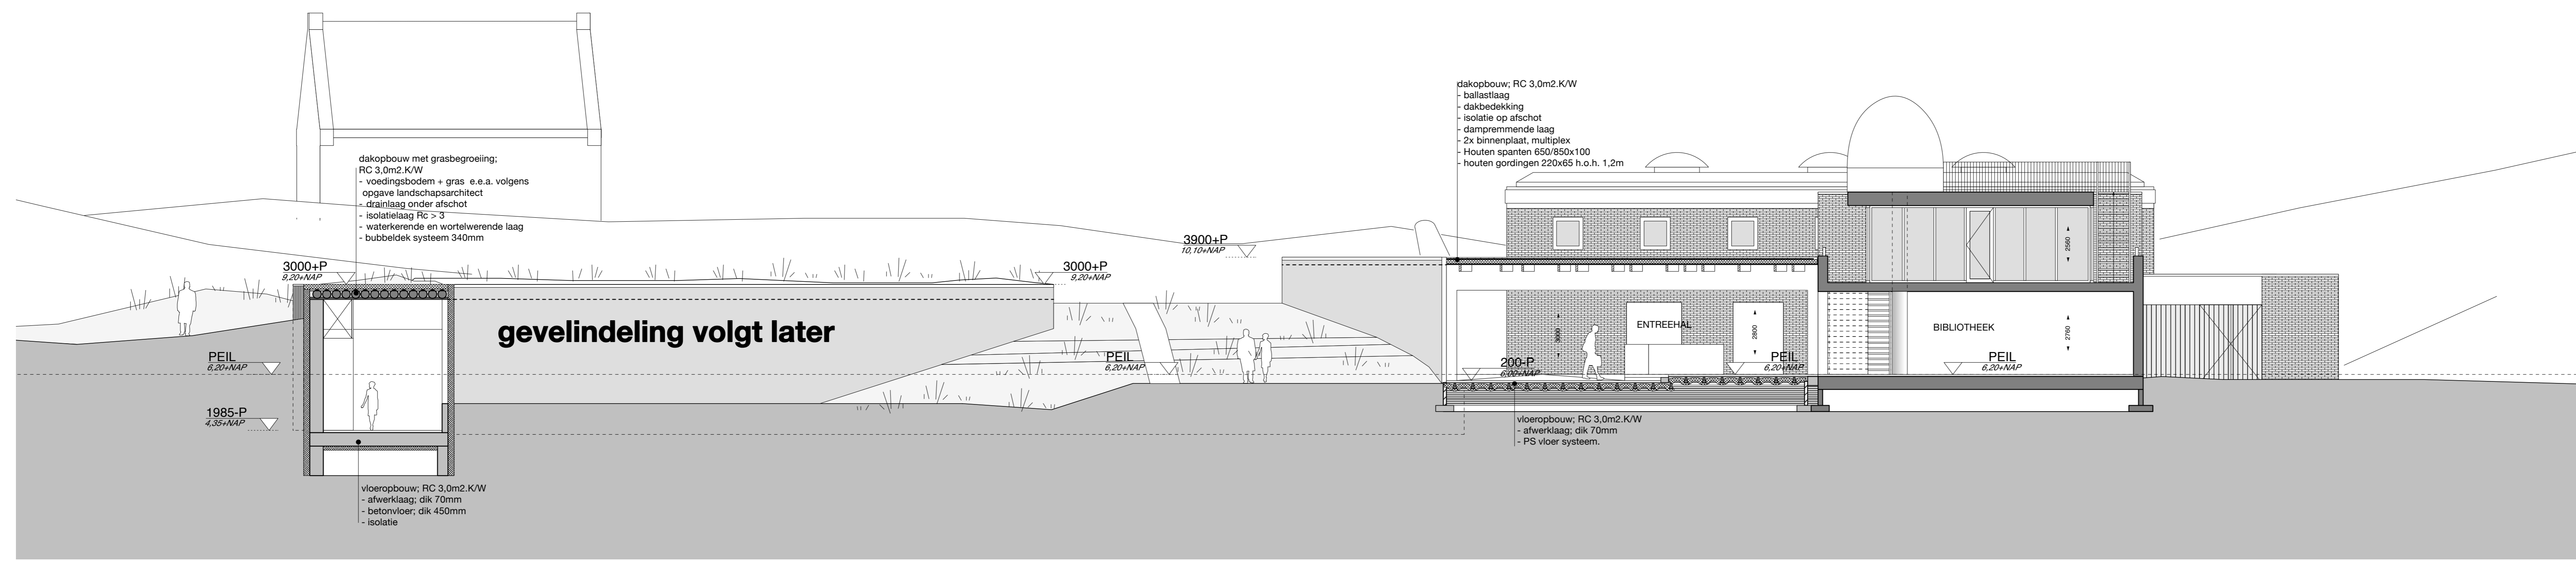 dakopbouw met grasbegroeiing;
RC 3,0m2.K/W
- voedingsbodem + gras e.e.a. volgens
opgave landschapsarchitect
- drainlaag onder afschot
- isolatielaag Rc > 3
- waterkerende en wortelwerende laag
- bubbeldek systeem 340mm
3000+P
9,20+NAP
PEIL
6,20+NAP
1985-P
4,35+NAP
gevelindeling volgt later
vloeropbouw; RC 3,0m2.K/W
- afwerklaag; dik 70mm
- betonvloer; dik 450mm
- isolatie
3000+P
9,20+NAP
PEIL
6,20+NAP
3900+P
10,10+NAP
dakopbouw; RC 3,0m2.K/W
- ballastlaag
- dakbedekking
- isolatie op afschot
- dampremmende laag
- 2x binnenplaat, multiplex
- Houten spanten 650/850x100
- houten gordingen 220x65 h.o.h. 1,2m
3000
ENTREEHAL
2800
200-P
6,00+NAP
PEIL
6,20+NAP
vloeropbouw; RC 3,0m2.K/W
- afwerklaag; dik 70mm
- PS vloer systeem.
2560
BIBLIOTHEEK
2760
PEIL
6,20+NAP